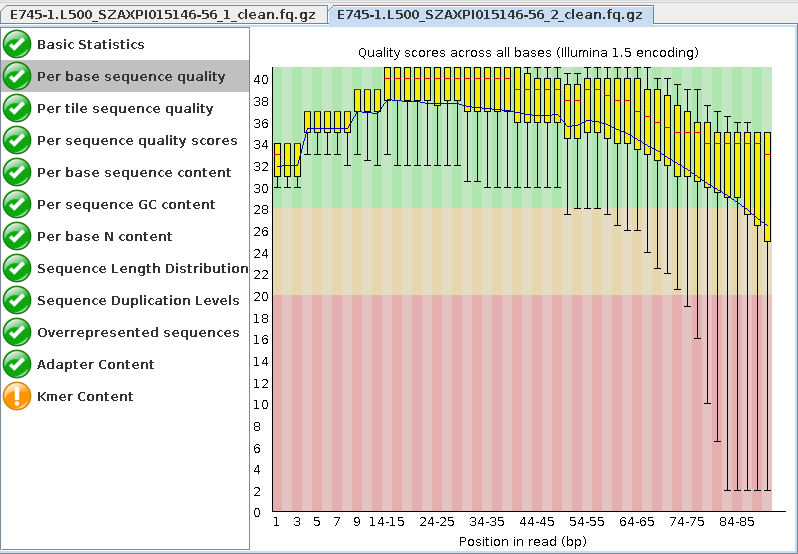 E745-1.L500_SZAXPI015146-56_1_clean.fq.gz
E745-1.L500_SZAXPI015146-56_2_clean.fq.gz
Basic Statistics
Per base sequence quality
Per tile sequence quality
Per sequence quality scores
Per base sequence content
Per sequence GC content
Per base N content
Sequence Length Distribution
Sequence Duplication Levels
Overrepresented sequences
Adapter Content
Kmer Content
Quality scores across all bases (Illumina 1.5 encoding)
40
38
36
34
32
30
28
26
24
22
20
18
16
14
12
10
8
6
4
2
0
1 3 5 7 9 14-15 24-25 34-35 44-45 54-55 64-65 74-75 84-85
Position in read (bp)